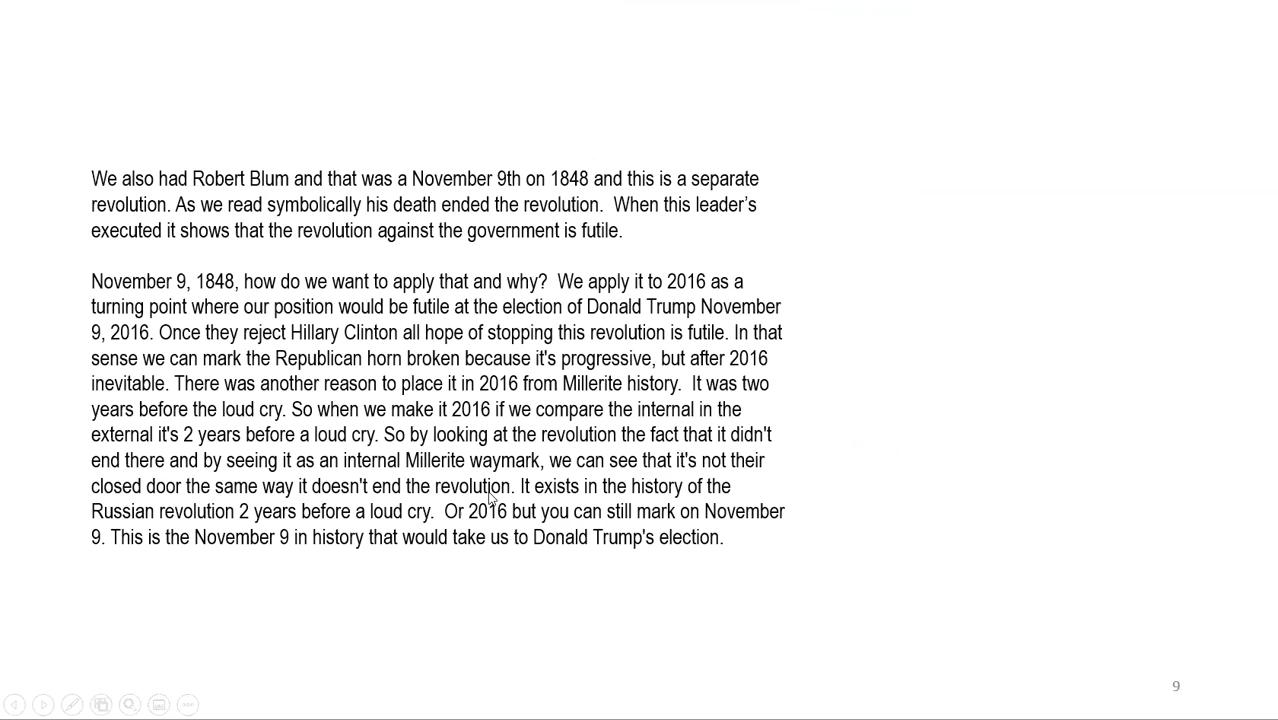 We also had Robert Blum and that was a November 9th on 1848 and this is a separate
revolution. As we read symbolically his death ended the revolution.  When this leader’s
executed it shows that the revolution against the government is futile.
November 9, 1848, how do we want to apply that and why?  We apply it to 2016 as a
turning point where our position would be futile at the election of Donald Trump November
9, 2016. Once they reject Hillary Clinton all hope of stopping this revolution is futile. In that
sense we can mark the Republican horn broken because it's progressive, but after 2016
inevitable. There was another reason to place it in 2016 from Millerite history.  It was two
years before the loud cry. So when we make it 2016 if we compare the internal in the
external it's 2 years before a loud cry. So by looking at the revolution the fact that it didn't
end there and by seeing it as an internal Millerite waymark, we can see that it's not their
closed door the same way it doesn't end the revolution. It exists in the history of the
Russian revolution 2 years before a loud cry.  Or 2016 but you can still mark on November
9. This is the November 9 in history that would take us to Donald Trump's election.
9